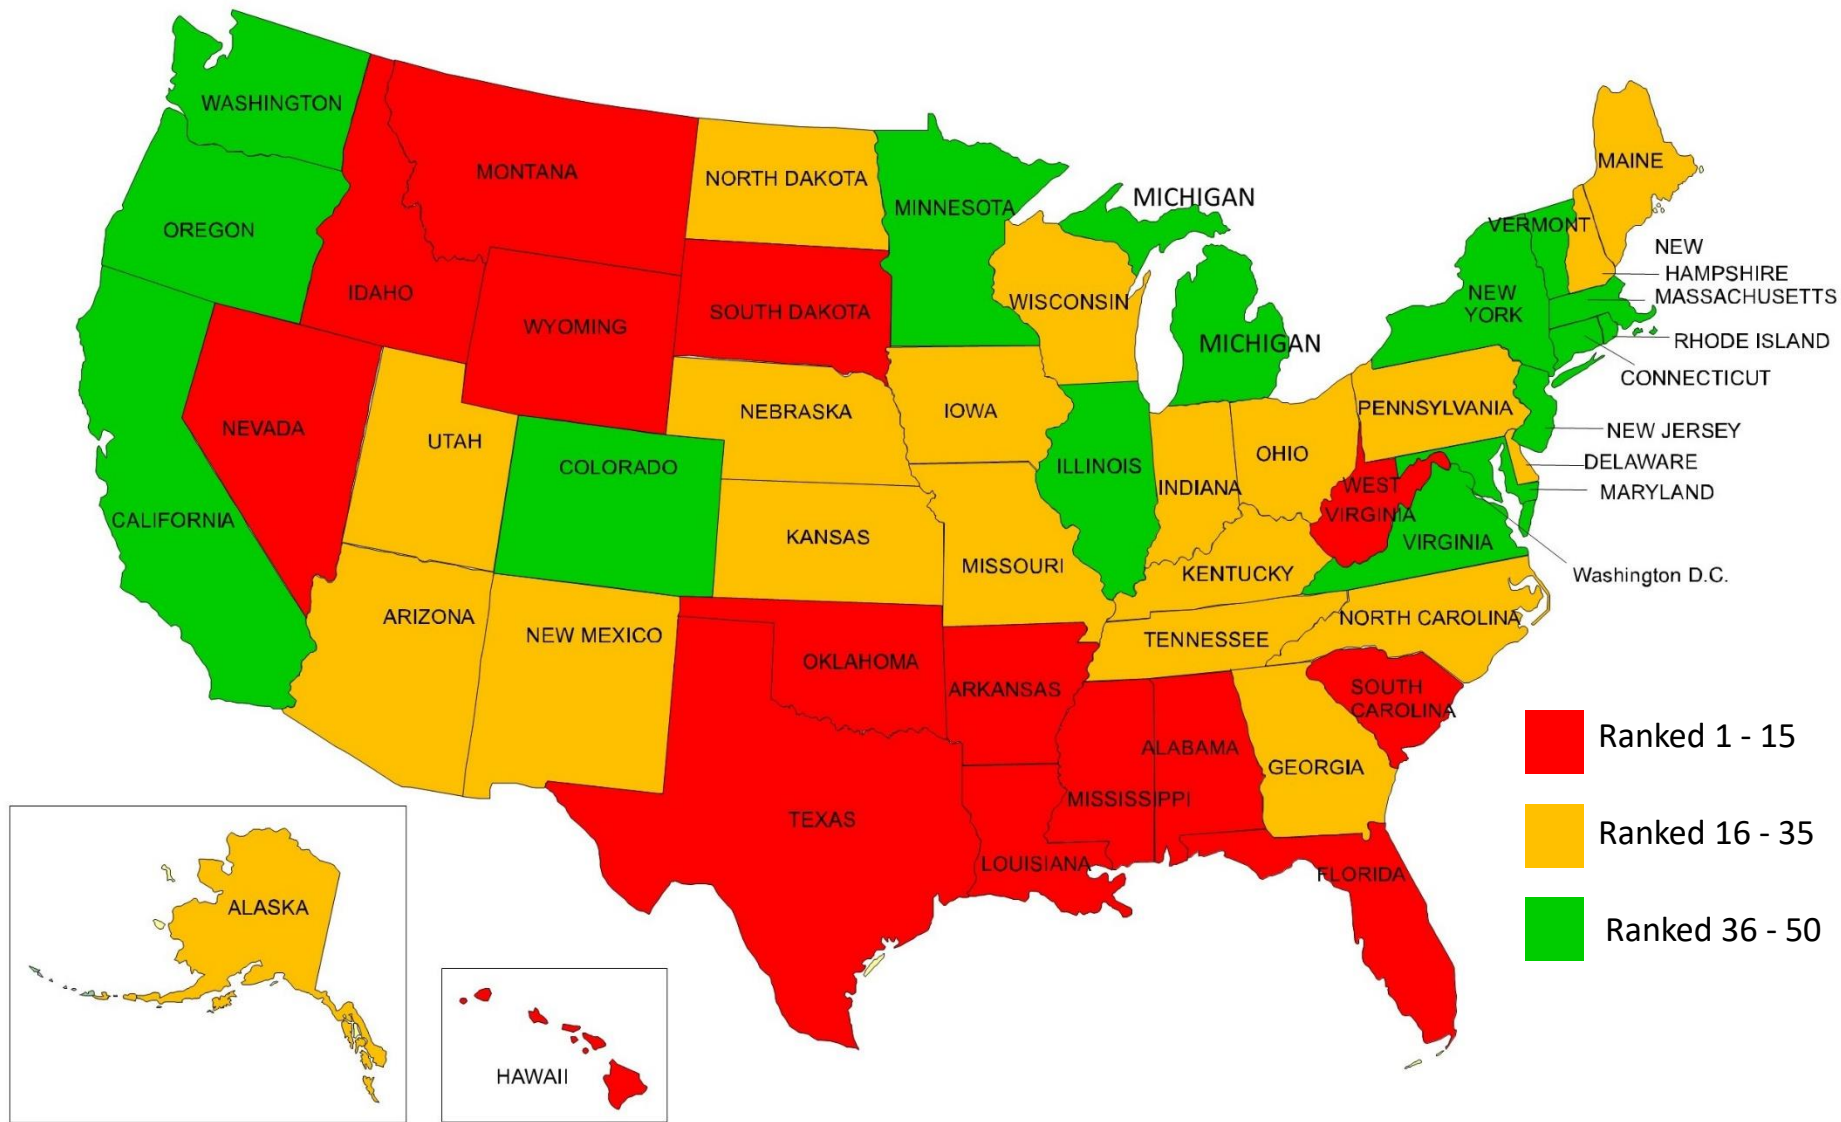 WASHINGTON
MONTANA
NORTH DAKOTA
MINNESOTA
MICHIGAN
MAINE
VERMONT
OREGON
IDAHO
WYOMING
SOUTH DAKOTA
WISCONSIN
MICHIGAN
NEW
YORK
NEW
HAMPSHIRE
MASSACHUSETTS
RHODE ISLAND
CONNECTICUT
NEVADA
UTAH
COLORADO
NEBRASKA
IOWA
ILLINOIS
INDIANA
OHIO
PENNSYLVANIA
NEW JERSEY
DELAWARE
MARYLAND
WEST
VIRGINIA
VIRGINIA
Washington D.C.
CALIFORNIA
KANSAS
MISSOURI
KENTUCKY
ARIZONA
NEW MEXICO
OKLAHOMA
ARKANSAS
TENNESSEE
NORTH CAROLINA
SOUTH
CAROLINA
TEXAS
LOUISIANA
MISSISSIPPI
ALABAMA
GEORGIA
FLORIDA
ALASKA
HAWAII
Ranked 1 - 15
Ranked 16 - 35
Ranked 36 - 50